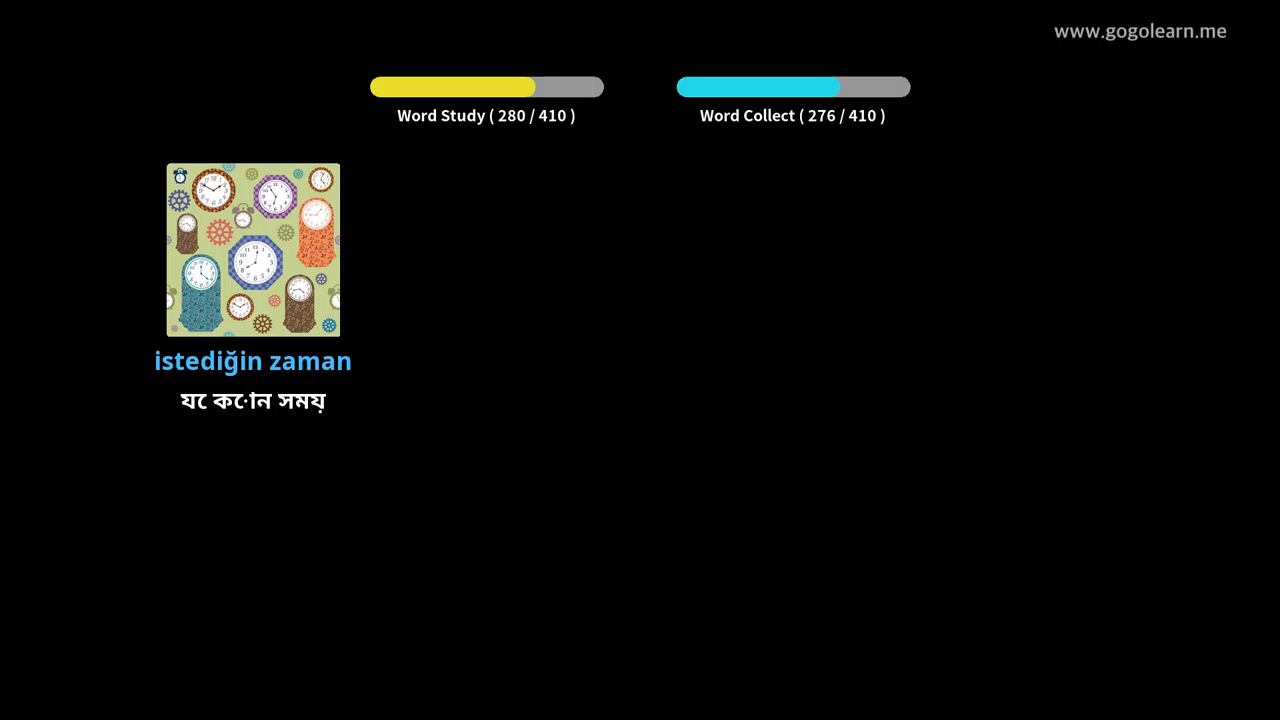 www.gogolearn.me
Word Study ( 280 / 410 )
Word Collect ( 276 / 410 )
istediğin zaman
যে কোন সময়